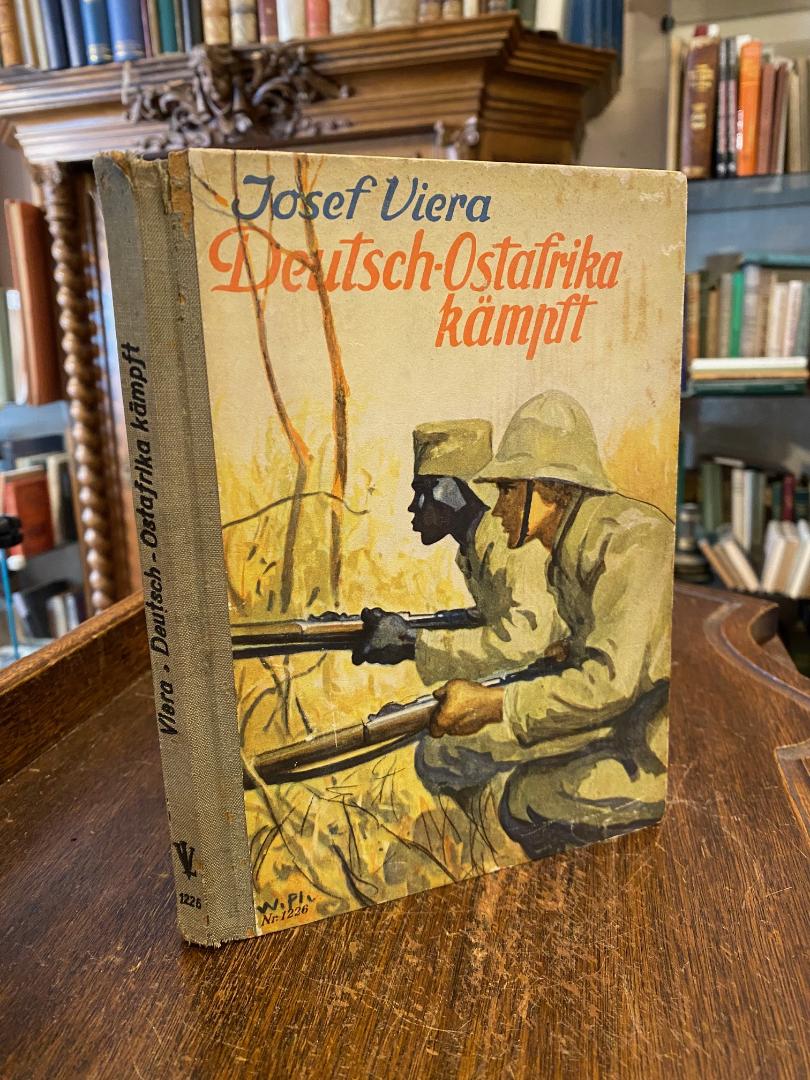 Josef Viera
Deutsch-Ostafrika
kämpft
W. Pl.
Nr. 1226
Viera • Deutsch-Ostafrika kämpft
1226